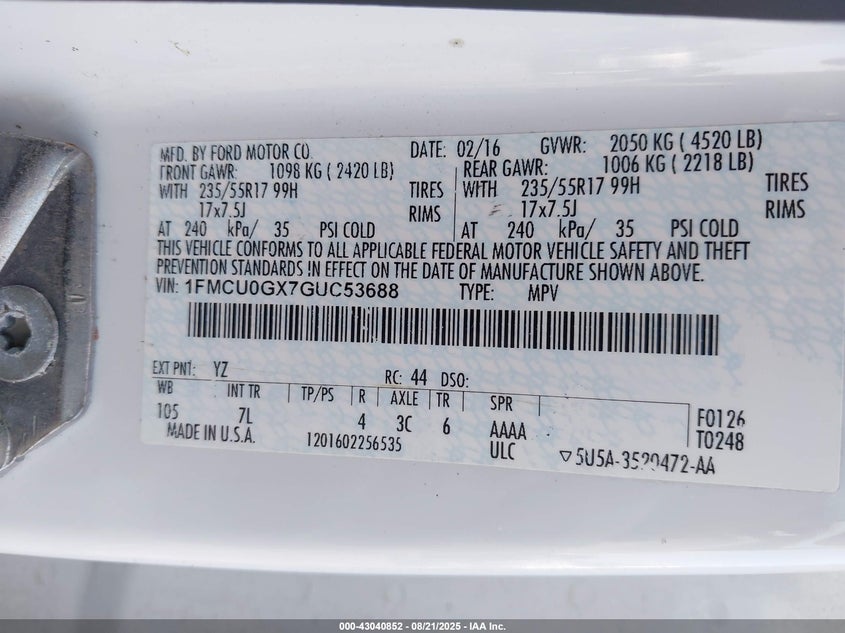 MFD. BY FORD MOTOR CO. DATE: 02/16 GVWR: 2050 KG ( 4520 LB)
FRONT GAWR: 1098 KG ( 2420 LB) REAR GAWR: 1006 KG ( 2218 LB)
WITH 235/55R17 99H TIRES WITH 235/55R17 99H TIRES
17x7.5J RIMS 17x7.5J RIMS
AT 240 kPa/ 35 PSI COLD AT 240 kPa/ 35 PSI COLD
THIS VEHICLE CONFORMS TO ALL APPLICABLE FEDERAL MOTOR VEHICLE SAFETY AND THEFT
PREVENTION STANDARDS IN EFFECT ON THE DATE OF MANUFACTURE SHOWN ABOVE.
VIN: 1FMCU0GX7GUC53688 TYPE: MPV
EXT PNT: YZ RC: 44 DSO:
WB INT TR TP/PS R AXLE TR SPR
105 7L 4 3C 6 AAAA F0126
MADE IN U.S.A. 1201602256535 ULC T0248
▽5U5A-3520472-AA
000-43040852 - 08/21/2025 - IAA Inc.